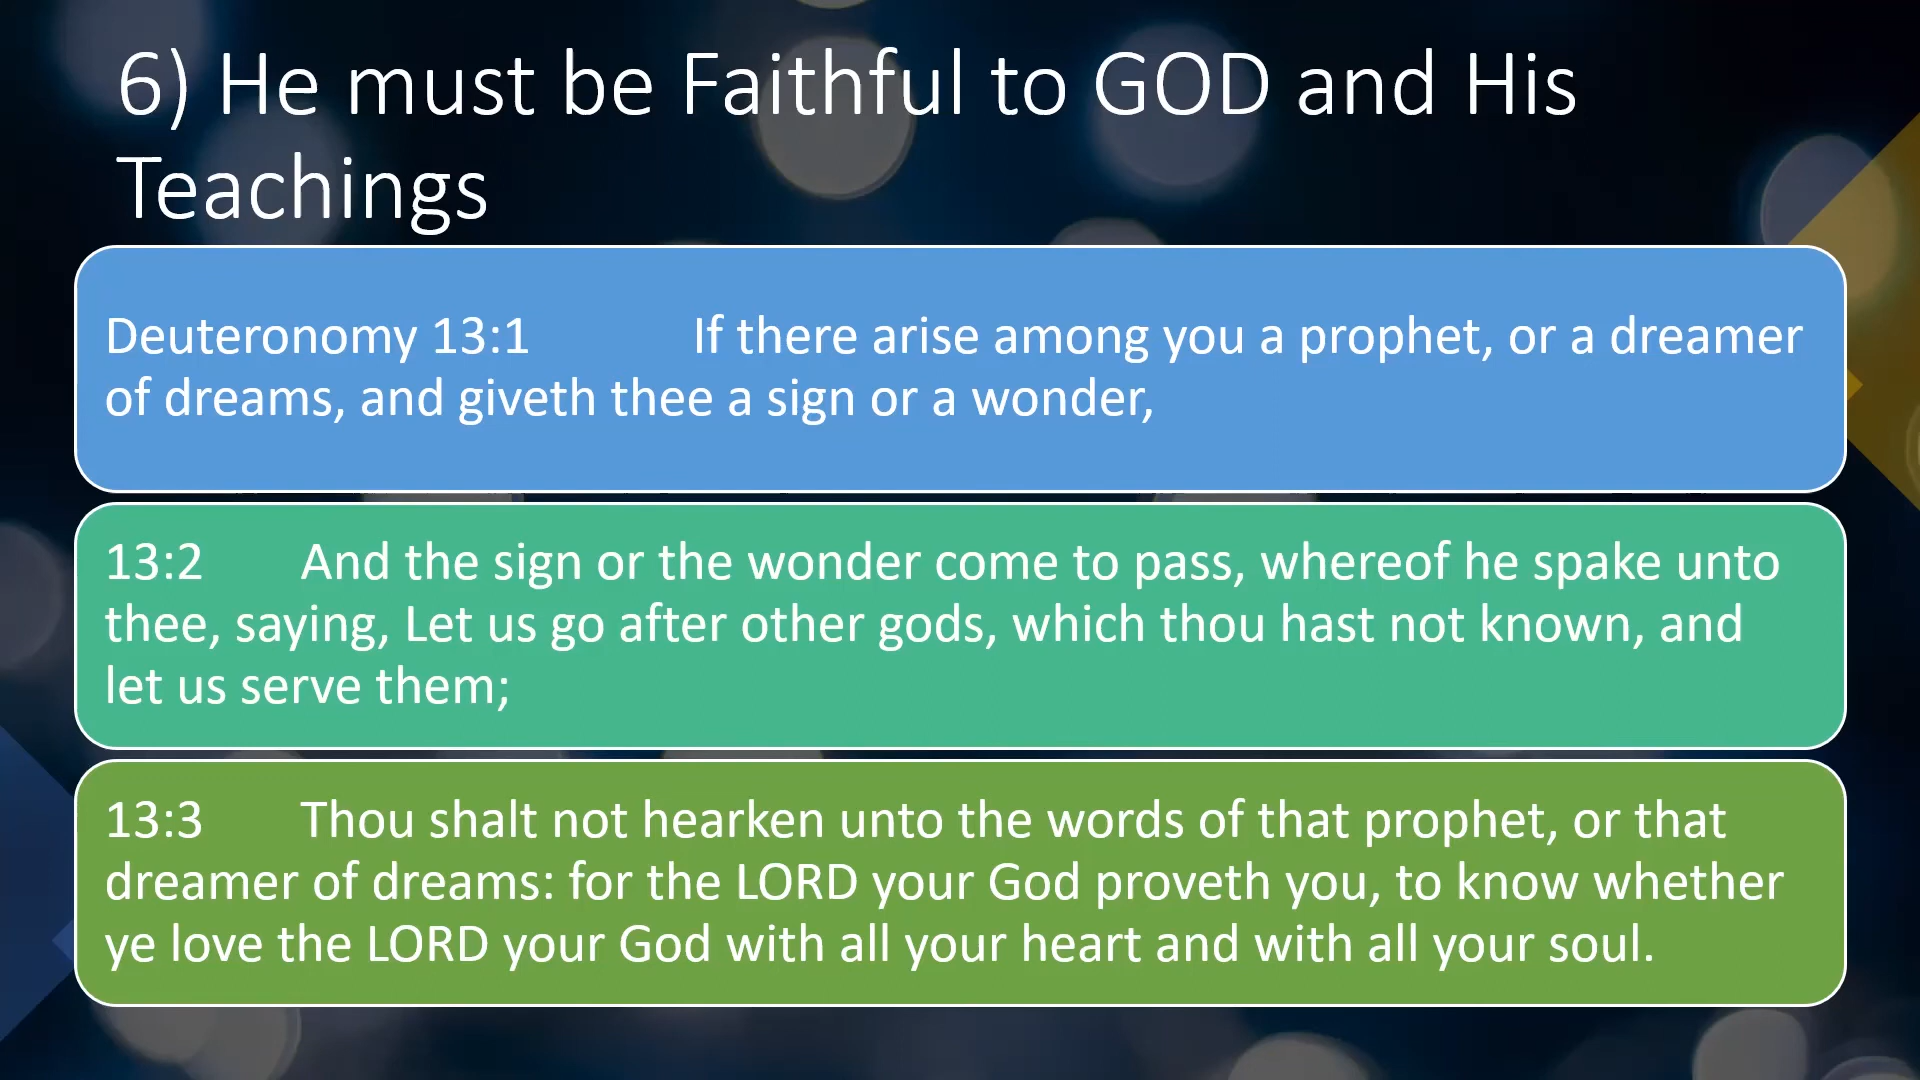 6) He must be Faithful to GOD and His
Teachings
Deuteronomy 13:1 If there arise among you a prophet, or a dreamer
of dreams, and giveth thee a sign or a wonder,
13:2 And the sign or the wonder come to pass, whereof he spake unto
thee, saying, Let us go after other gods, which thou hast not known, and
let us serve them;
13:3 Thou shalt not hearken unto the words of that prophet, or that
dreamer of dreams: for the LORD your God proveth you, to know whether
ye love the LORD your God with all your heart and with all your soul.